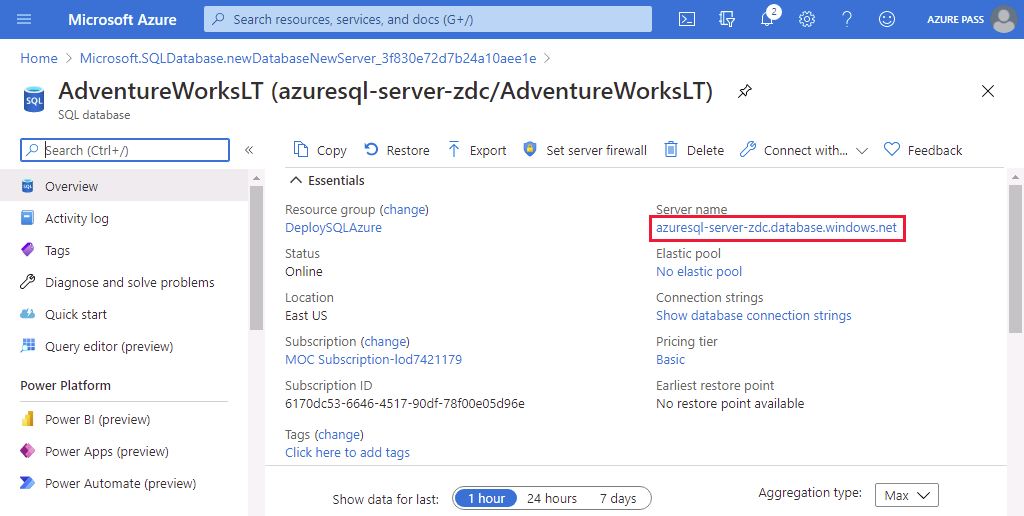 Microsoft Azure
Search resources, services, and docs (G+/)
2
AZURE PASS
Home > Microsoft.SQLDatabase.newDatabaseNewServer_3f830e72d7b24a10aee1e >
SQL
AdventureWorksLT (azuresql-server-zdc/AdventureWorksLT)
SQL database
Search (Ctrl+/)
«
Copy
Restore
Export
Set server firewall
Delete
Connect with...
Feedback
Overview
Activity log
Tags
Diagnose and solve problems
Quick start
Query editor (preview)
Power Platform
Power BI (preview)
Power Apps (preview)
Power Automate (preview)
Essentials
Resource group (change)
DeploySQLAzure
Status
Online
Location
East US
Subscription (change)
MOC Subscription-lod7421179
Subscription ID
6170dc53-6646-4517-90df-78f00e05d96e
Tags (change)
Click here to add tags
Server name
azuresql-server-zdc.database.windows.net
Elastic pool
No elastic pool
Connection strings
Show database connection strings
Pricing tier
Basic
Earliest restore point
No restore point available
Show data for last:
1 hour
24 hours
7 days
Aggregation type:
Max